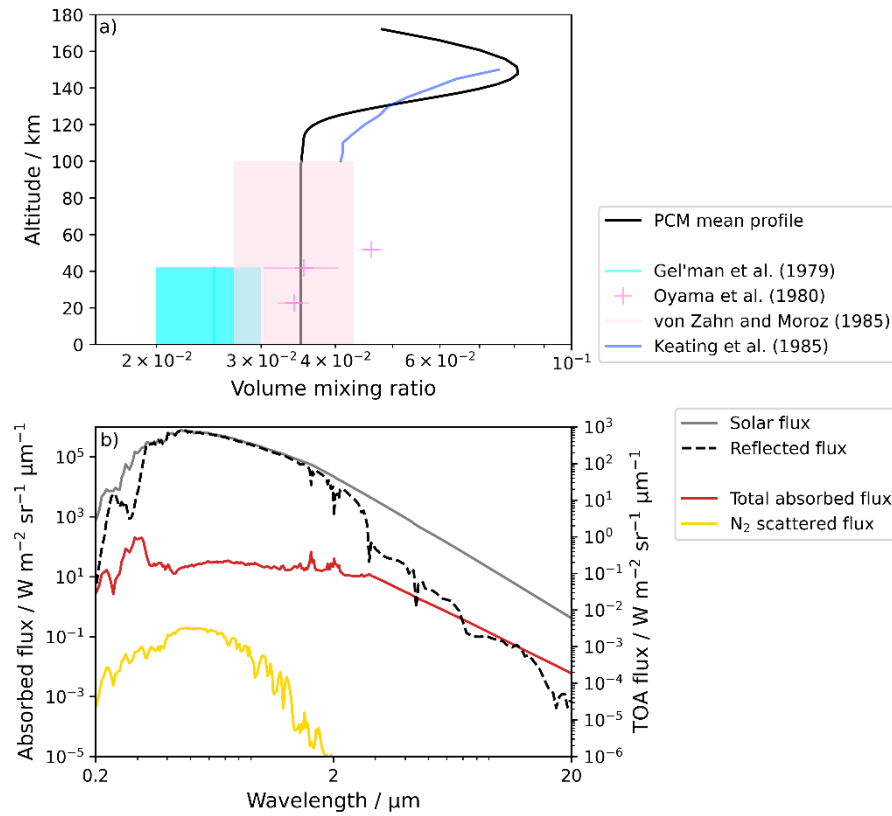 a)
180
160
140
120
100
80
60
40
20
0
Altitude / km
2 × 10⁻²
3 × 10⁻²
4 × 10⁻²
6 × 10⁻²
10⁻¹
Volume mixing ratio
PCM mean profile
Gel'man et al. (1979)
Oyama et al. (1980)
von Zahn and Moroz (1985)
Keating et al. (1985)
b)
10⁵
10³
10¹
10⁻¹
10⁻³
10⁻⁵
Absorbed flux / W m⁻² sr⁻¹ μm⁻¹
10³
10²
10¹
10⁰
10⁻¹
10⁻²
10⁻³
10⁻⁴
10⁻⁵
10⁻⁶
TOA flux / W m⁻² sr⁻¹ μm⁻¹
0.2
2
20
Wavelength / μm
Solar flux
Reflected flux
Total absorbed flux
N₂ scattered flux